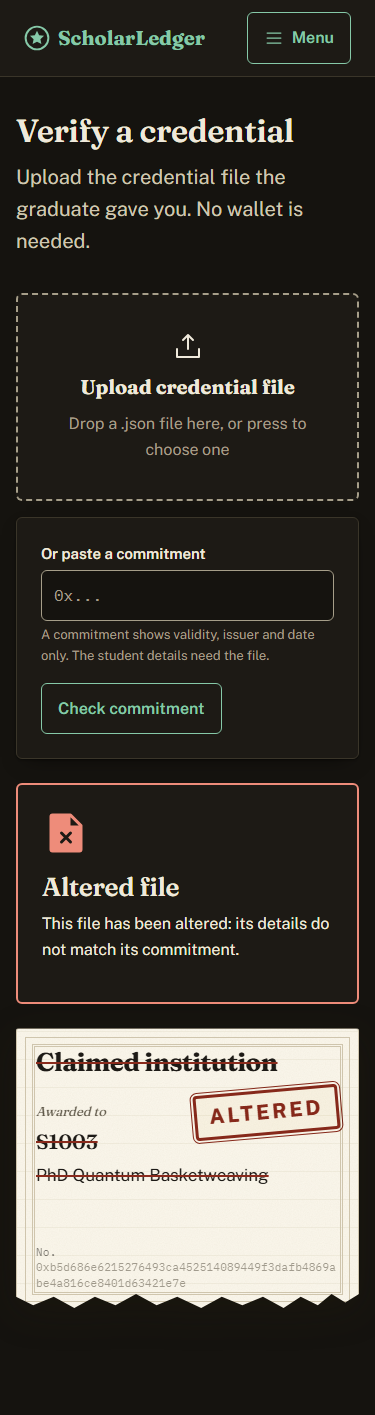 ScholarLedger
Menu
Verify a credential
Upload the credential file the
graduate gave you. No wallet is
needed.
Upload credential file
Drop a .json file here, or press to
choose one
Or paste a commitment
0x...
A commitment shows validity, issuer and date
only. The student details need the file.
Check commitment
Altered file
This file has been altered: its details do
not match its commitment.
Claimed institution
Awarded to
ALTERED
S1003
PhD Quantum Basketweaving
No.
0xb5d686e6215276493ca452514089449f3dafb4869a
be4a816ce8401d63421e7e